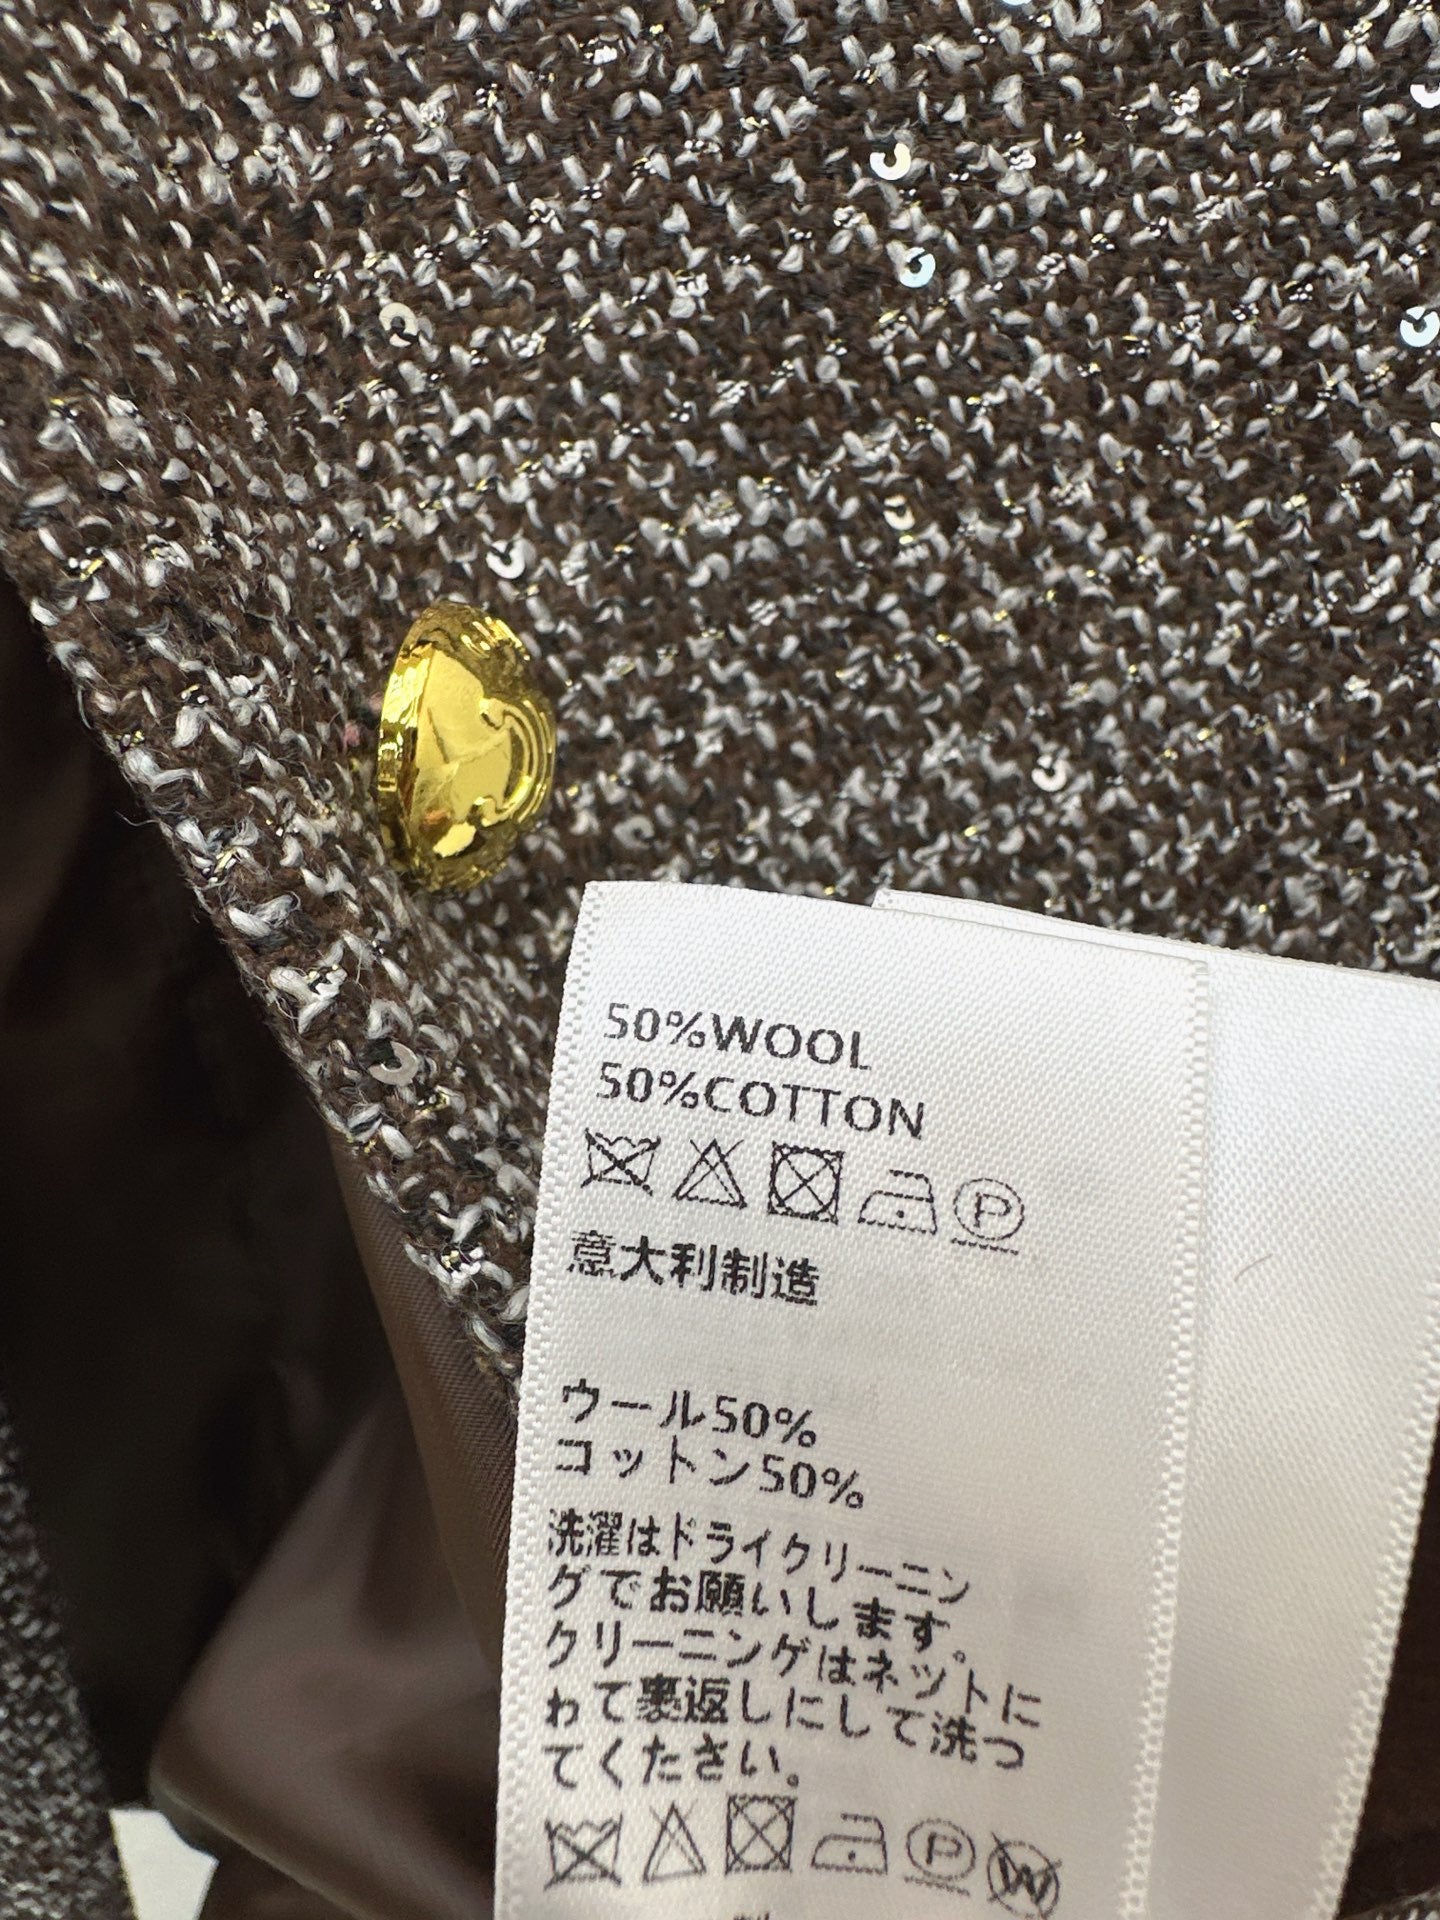 50%WOOL
50%COTTON
P
意大利制造
ウール50%
コットン50%
洗濯はドライクリーニン
グでお願いします。
クリーニンゲはネットに
わて裏返しにして洗つ
てくたさい。
P W